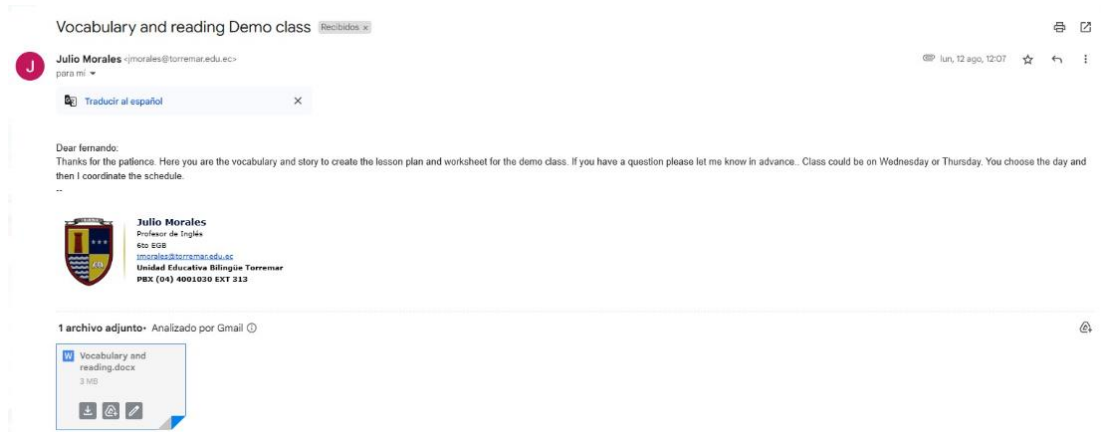 Vocabulary and reading Demo class Recibidos x
J
Julio Morales <jmorales@torremar.edu.ec>
lun, 12 ago, 12:07
para mí
Traducir al español
Dear fernando:
Thanks for the patience. Here you are the vocabulary and story to create the lesson plan and worksheet for the demo class. If you have a question please let me know in advance.. Class could be on Wednesday or Thursday. You choose the day and
then I coordinate the schedule.
--
Julio Morales
Profesor de Inglés
6to EGB
jmorales@torremar.edu.ec
Unidad Educativa Bilingüe Torremar
PBX (04) 4001030 EXT 313
1 archivo adjunto• Analizado por Gmail
W Vocabulary and
reading.docx
3 MB